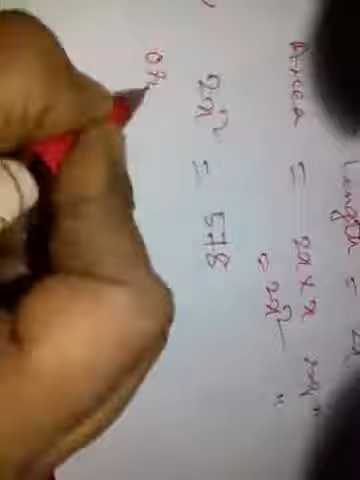 Length = 2x
Area = 2x × x
= 2x²
2x² = 578
or,